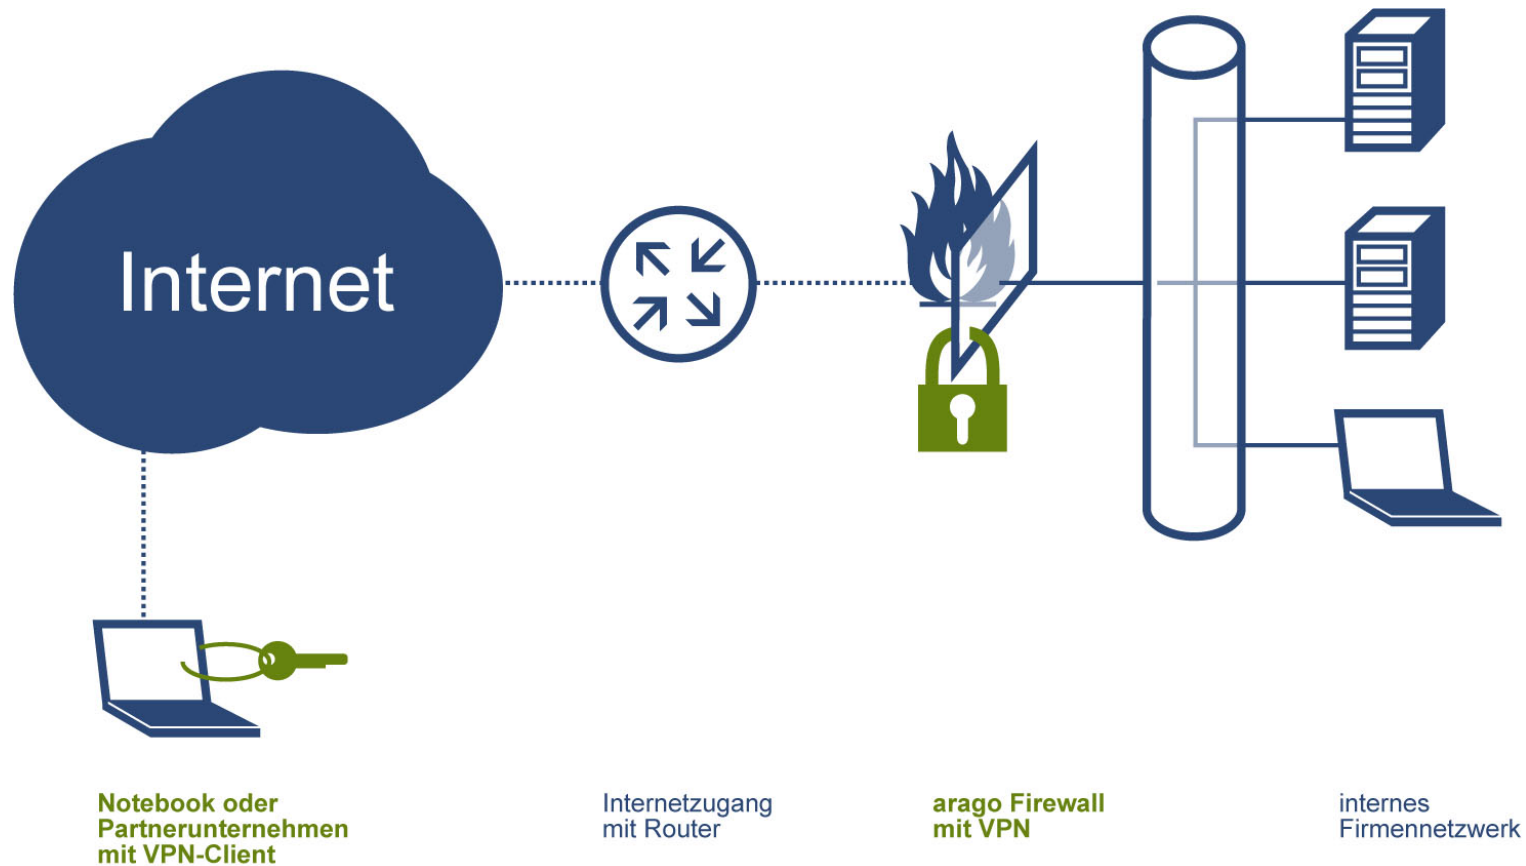 Internet
Notebook oder
Partnerunternehmen
mit VPN-Client
Internetzugang
mit Router
arago Firewall
mit VPN
internes
Firmennetzwerk